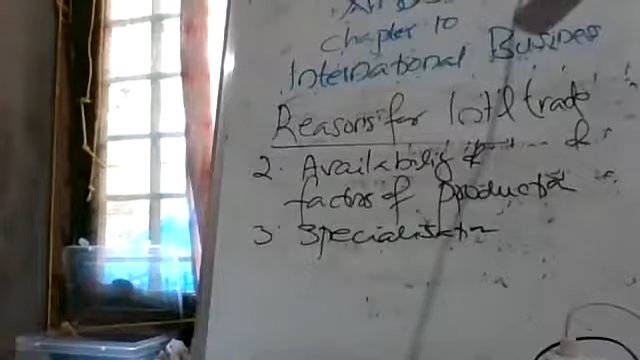 Chapter 10
International Business
Reasons for Int'l trade
2. Availability of
factors of production
3. Specialisation